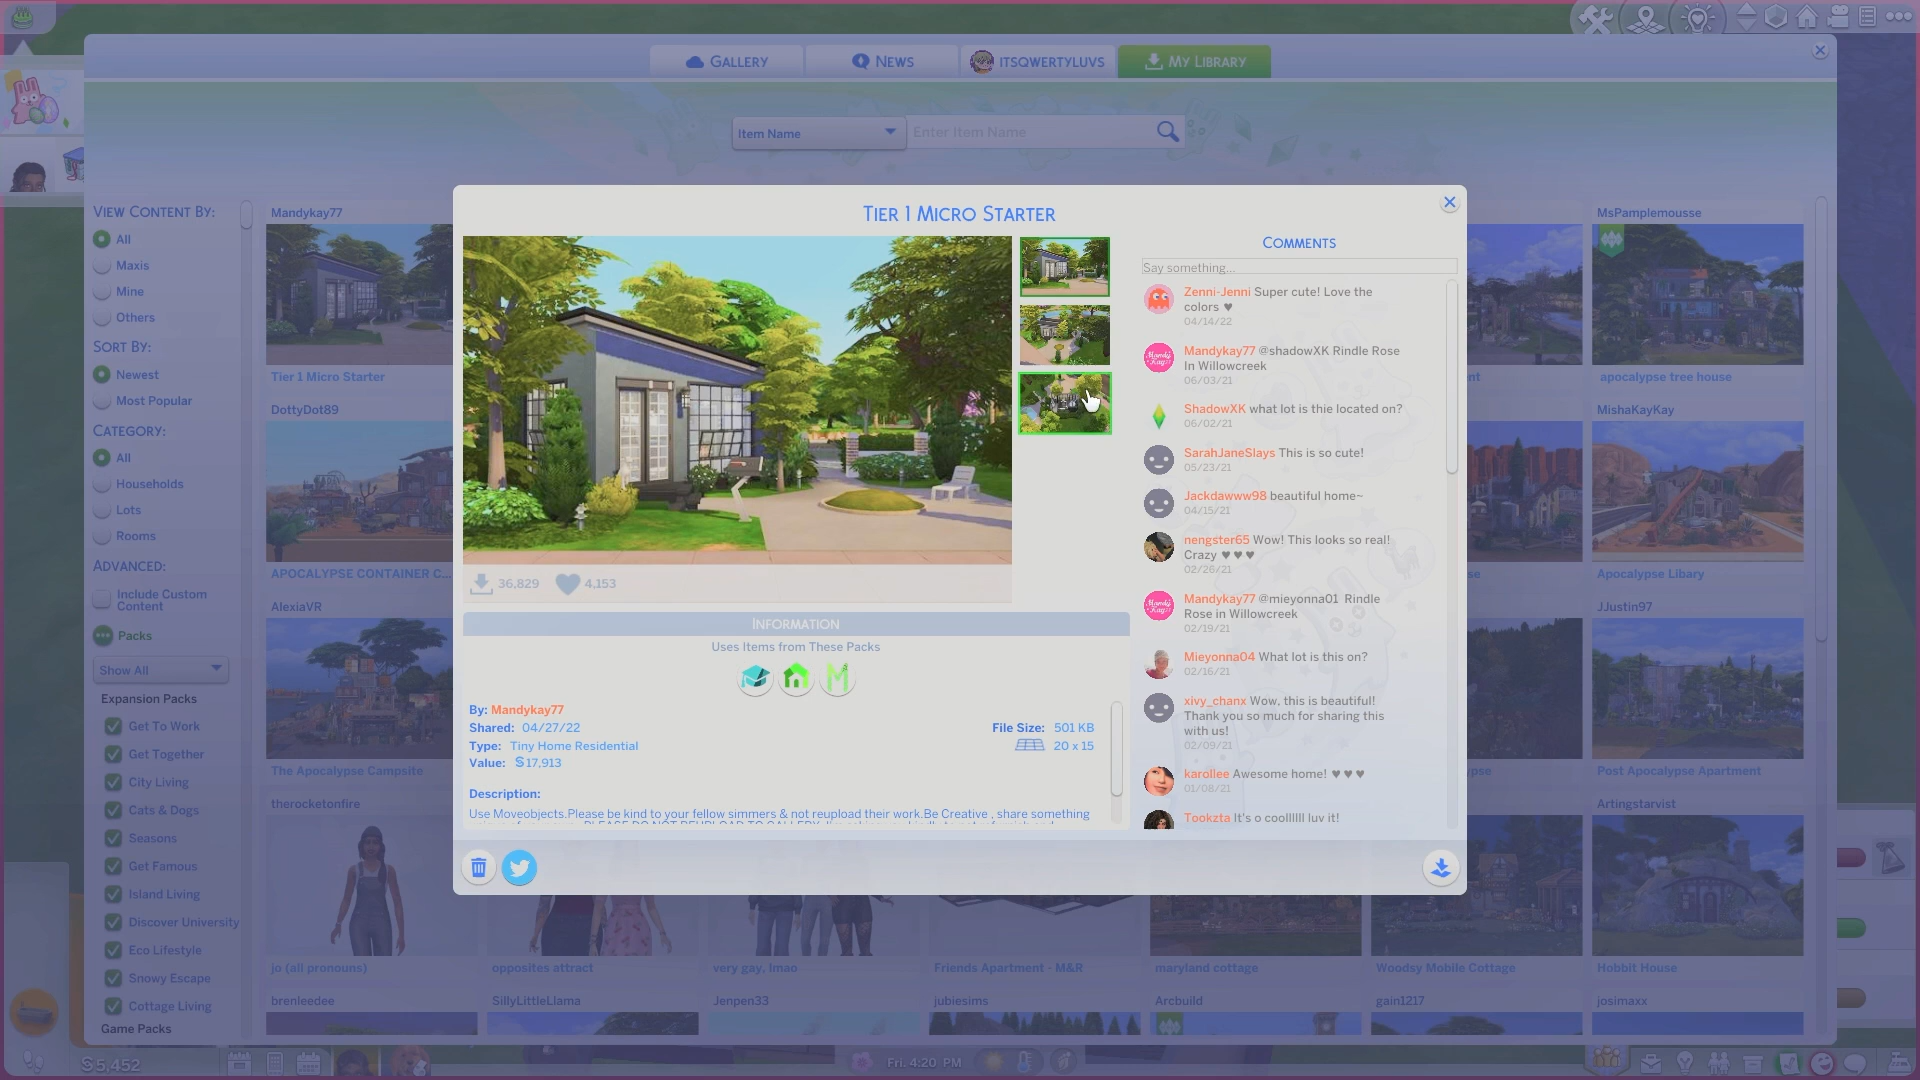 GALLERY
NEWS
ITSQWERTYLUVS
MY LIBRARY
Item Name
Enter Item Name
VIEW CONTENT BY:
All
Maxis
Mine
Others
SORT BY:
Newest
Most Popular
CATEGORY:
All
Households
Lots
Rooms
ADVANCED:
Include Custom
Content
Packs
Show All
Expansion Packs
Get To Work
Get Together
City Living
Cats & Dogs
Seasons
Get Famous
Island Living
Discover University
Eco Lifestyle
Snowy Escape
Cottage Living
Game Packs
Mandykay77
Tier 1 Micro Starter
DottyDot89
APOCALYPSE CONTAINER C...
AlexiaVR
The Apocalypse Campsite
therocketonfire
TIER 1 MICRO STARTER
36,829
4,153
INFORMATION
Uses Items from These Packs
By: Mandykay77
Shared: 04/27/22
Type: Tiny Home Residential
Value: §17,913
File Size: 501 KB
20 x 15
Description:
Use Moveobjects.Please be kind to your fellow simmers & not reupload their work.Be Creative , share something
COMMENTS
Say something...
Zenni-Jenni Super cute! Love the
colors ♥
04/14/22
Mandykay77 @shadowXK Rindle Rose
In Willowcreek
06/03/21
ShadowXK what lot is thie located on?
06/02/21
SarahJaneSlays This is so cute!
05/23/21
Jackdawww98 beautiful home~
04/15/21
nengster65 Wow! This looks so real!
Crazy ♥♥♥
02/26/21
Mandykay77 @mieyonna01 Rindle
Rose in Willowcreek
02/19/21
Mieyonna04 What lot is this on?
02/16/21
xivy_chanx Wow, this is beautiful!
Thank you so much for sharing this
with us!
02/09/21
karollee Awesome home! ♥♥♥
01/08/21
Tookzta It's o coolllllll luv it!
MsPamplemousse
apocalypse tree house
MishaKayKay
Apocalypse Libary
JJustin97
Post Apocalypse Apartment
Artingstarvist
jo (all pronouns)
opposites attract
very gay, lmao
Friends Apartment - M&R
maryland cottage
Woodsy Mobile Cottage
Hobbit House
brenleedee
SillyLittleLlama
Jenpen33
jubiesims
Arcbuild
gain1217
josimaxx
§5,452
Fri. 4:20 PM